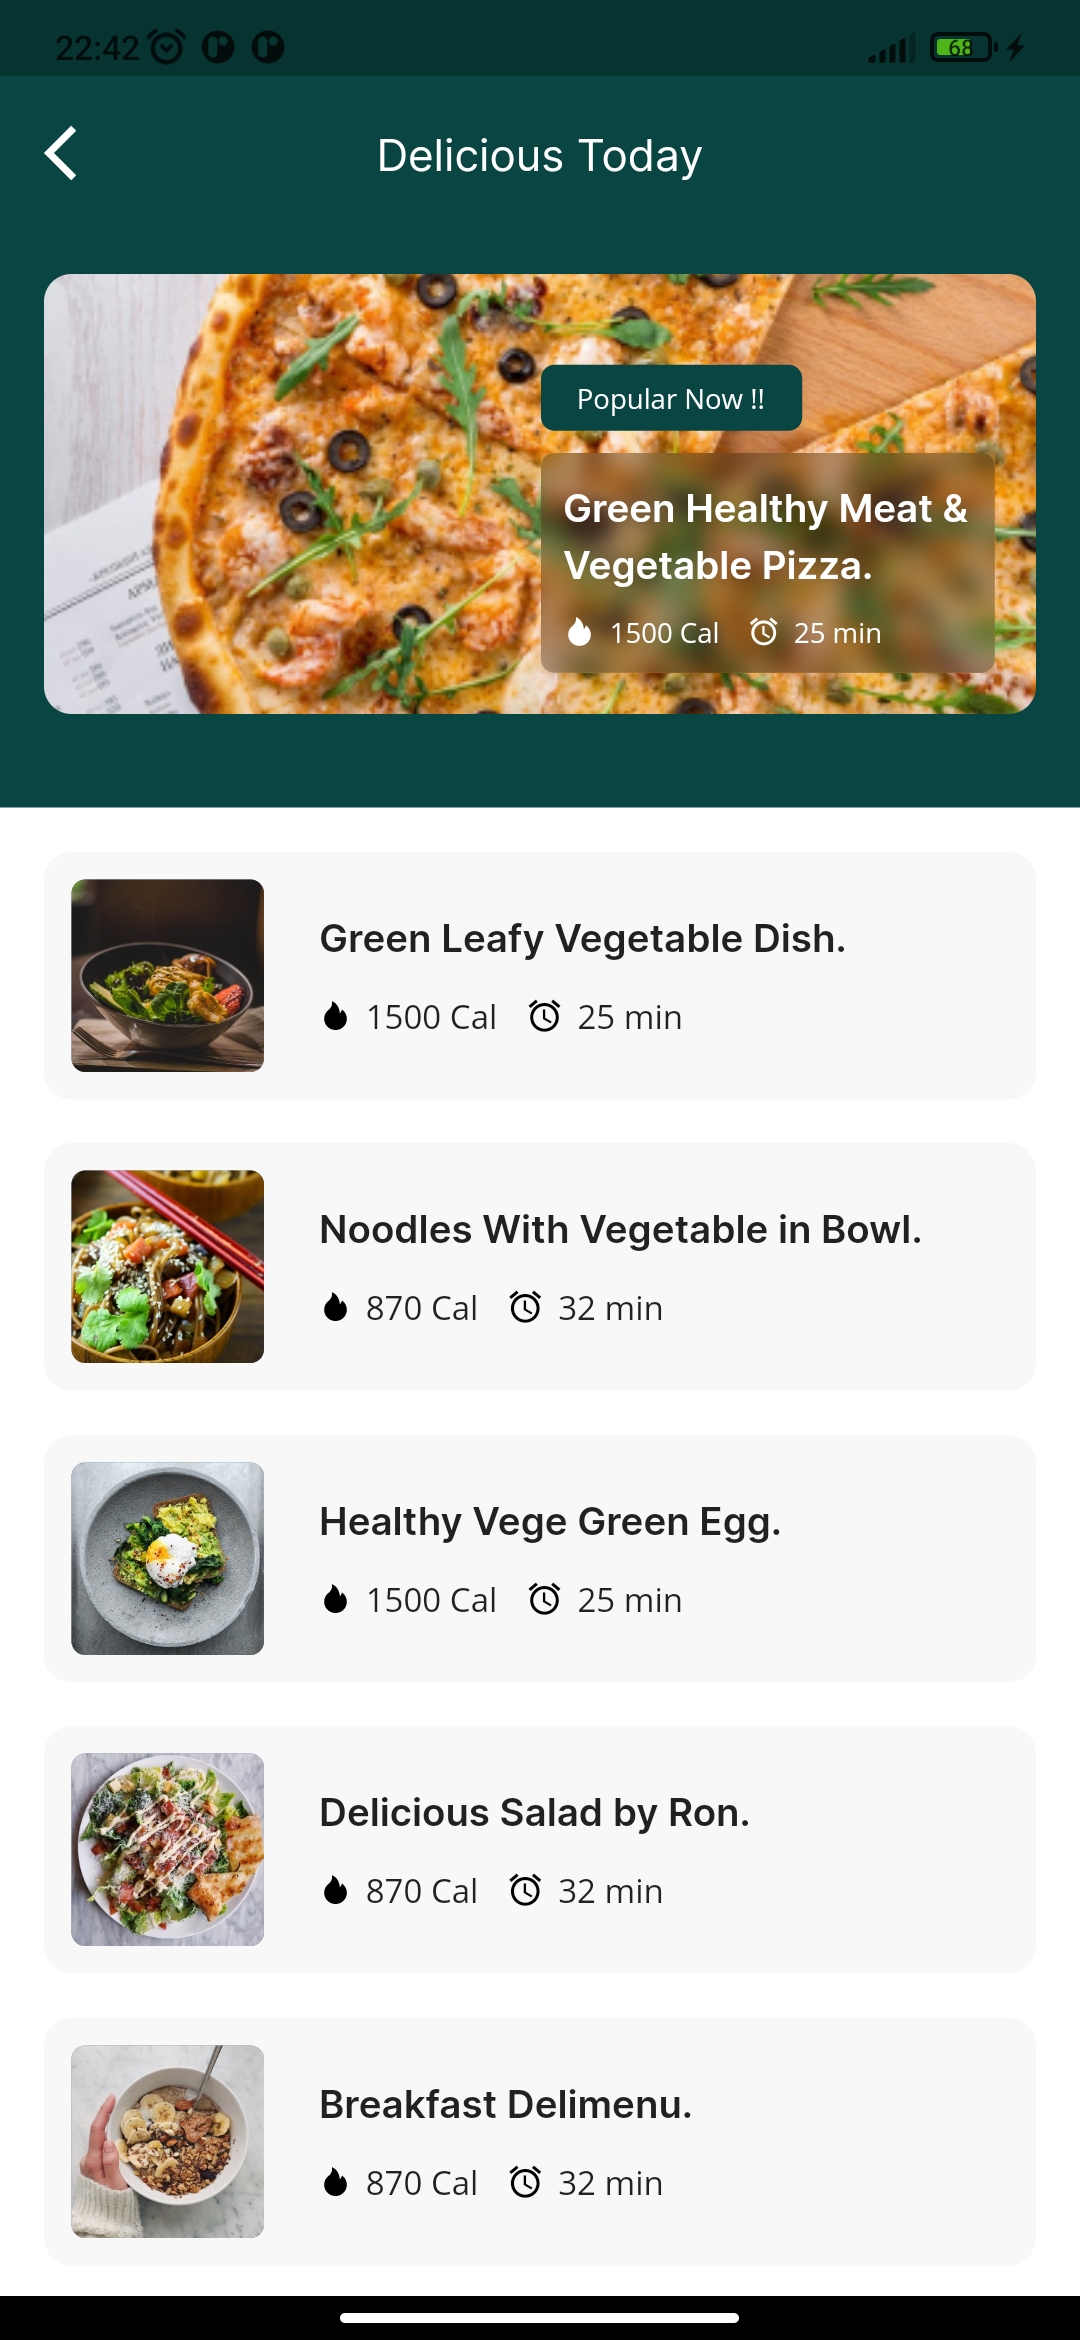 22:42
68
Delicious Today
Popular Now !!
Green Healthy Meat &
Vegetable Pizza.
1500 Cal 25 min
Green Leafy Vegetable Dish.
1500 Cal 25 min
Noodles With Vegetable in Bowl.
870 Cal 32 min
Healthy Vege Green Egg.
1500 Cal 25 min
Delicious Salad by Ron.
870 Cal 32 min
Breakfast Delimenu.
870 Cal 32 min